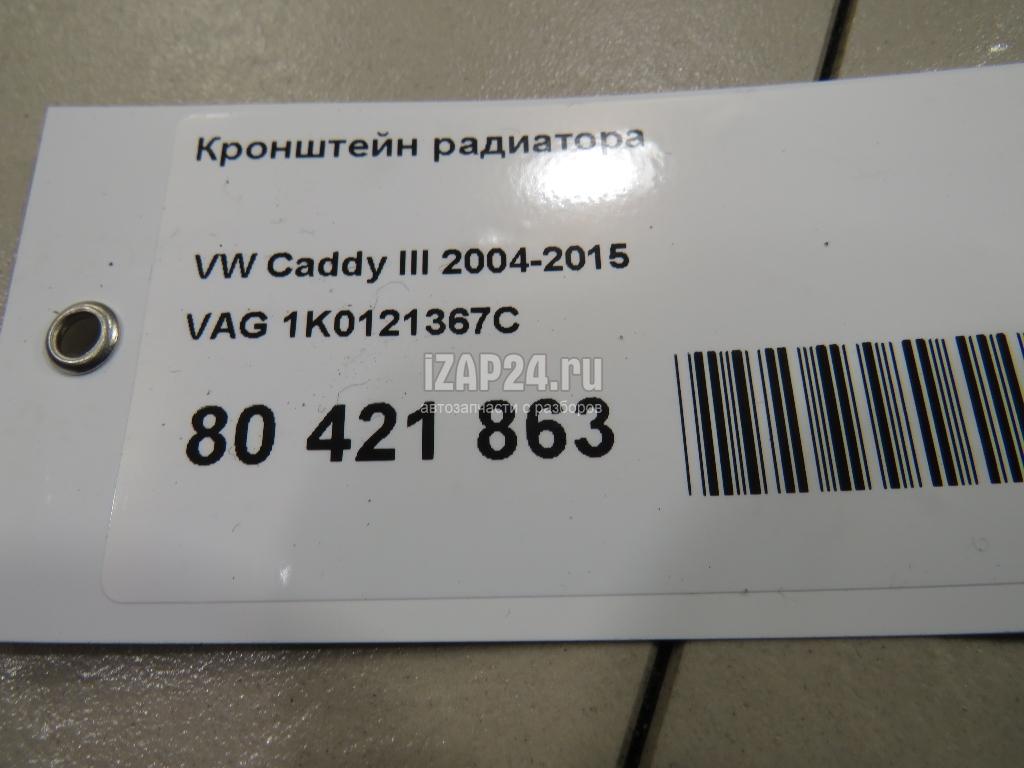 Кронштейн радиатора
VW Caddy III 2004-2015
VAG 1K0121367C
iZAP24.ru
автозапчасти с разборов
80 421 863